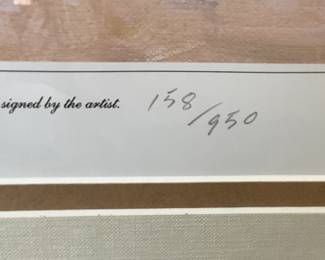 signed by the artist. 158/950